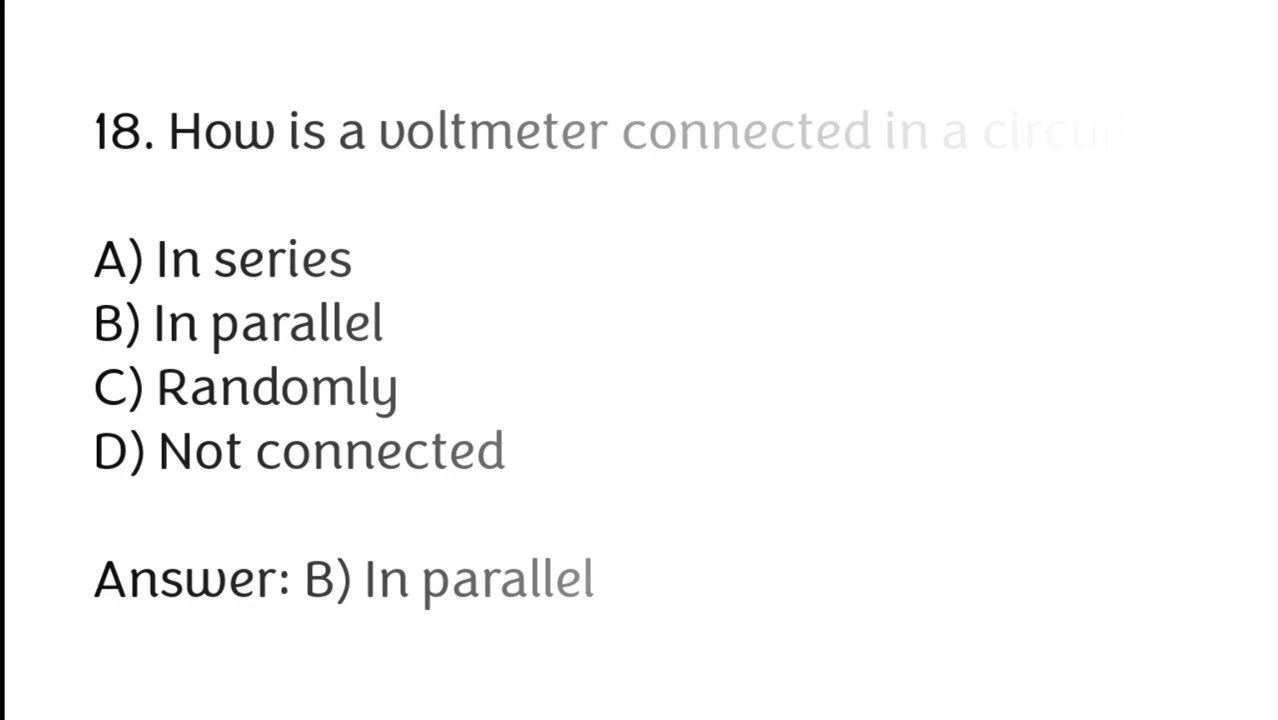 18. How is a voltmeter connected in a circuit
A) In series
B) In parallel
C) Randomly
D) Not connected
Answer: B) In parallel